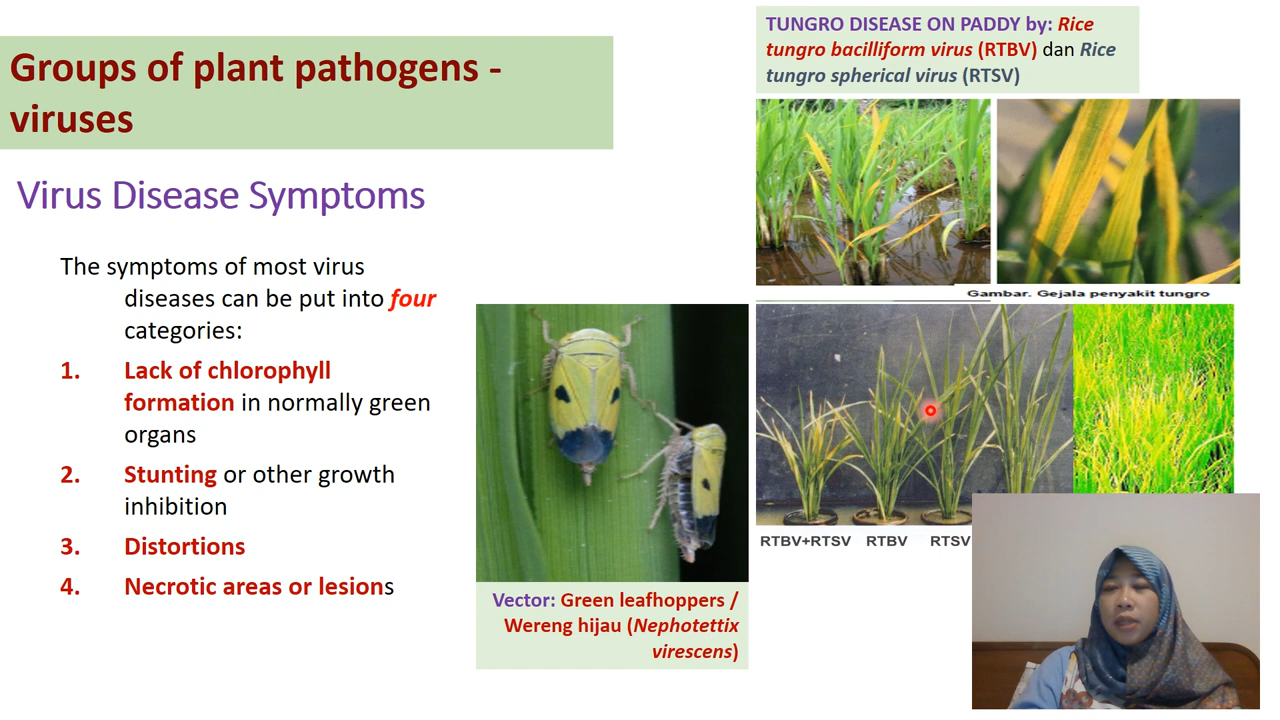 Groups of plant pathogens -
viruses
Virus Disease Symptoms
The symptoms of most virus
diseases can be put into four
categories:
1. Lack of chlorophyll
formation in normally green
organs
2. Stunting or other growth
inhibition
3. Distortions
4. Necrotic areas or lesions
Vector: Green leafhoppers /
Wereng hijau (Nephotettix
virescens)
TUNGRO DISEASE ON PADDY by: Rice
tungro bacilliform virus (RTBV) dan Rice
tungro spherical virus (RTSV)
Gambar. Gejala penyakit tungro
RTBV+RTSV RTBV RTSV